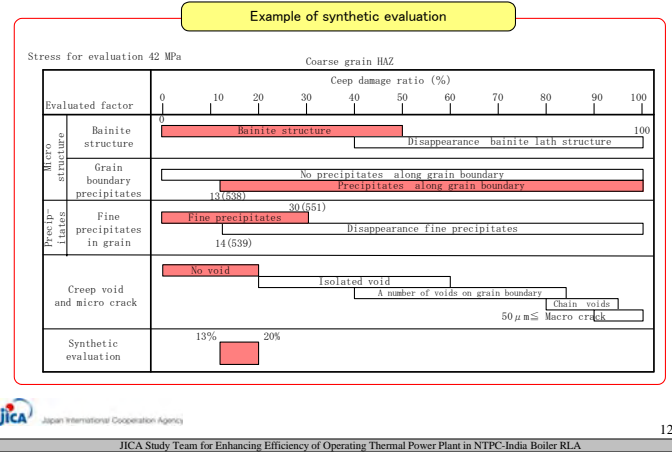 Example of synthetic evaluation
Stress for evaluation 42 MPa
Coarse grain HAZ
Ceep damage ratio (%)
Evaluated factor
0 10 20 30 40 50 60 70 80 90 100
Micro structure
Bainite structure
0
Bainite structure
100
Disappearance bainite lath structure
Grain boundary precipitates
No precipitates along grain boundary
Precipitates along grain boundary
13(538)
Precip-itates
Fine precipitates in grain
30(551)
Fine precipitates
Disappearance fine precipitates
14(539)
Creep void and micro crack
No void
Isolated void
A number of voids on grain boundary
Chain voids
50μm≦ Macro crack
Synthetic evaluation
13% 20%
jICA Japan International Cooperation Agency
12
JICA Study Team for Enhancing Efficiency of Operating Thermal Power Plant in NTPC-India Boiler RLA